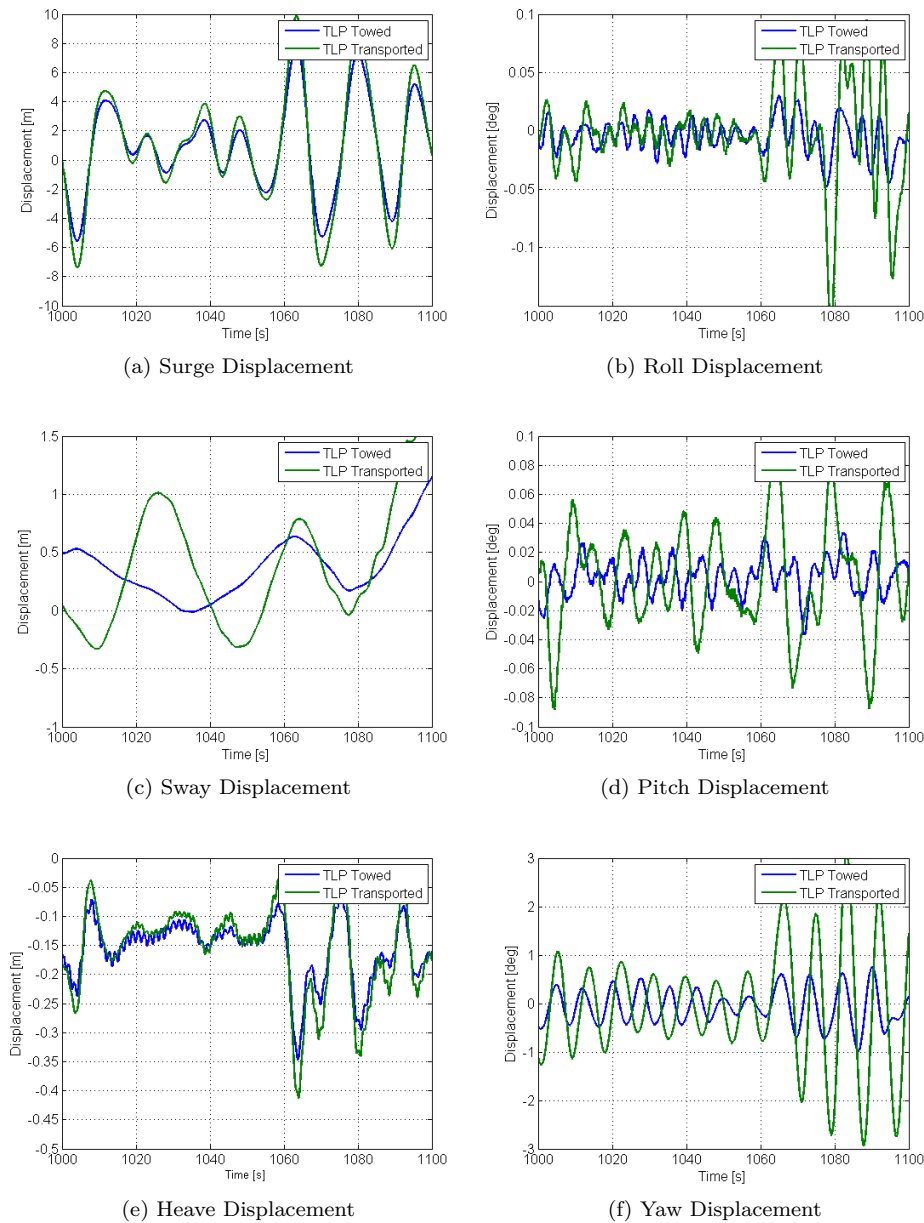 10
8
6
4
2
0
-2
-4
-6
-8
-10
1000 1020 1040 1060 1080 1100
Displacement [m]
Time [s]
TLP Towed
TLP Transported
(a) Surge Displacement
0.1
0.05
0
-0.05
-0.1
1000 1020 1040 1060 1080 1100
Displacement [deg]
Time [s]
TLP Towed
TLP Transported
(b) Roll Displacement
1.5
1
0.5
0
-0.5
-1
1000 1020 1040 1060 1080 1100
Displacement [m]
Time [s]
TLP Towed
TLP Transported
(c) Sway Displacement
0.1
0.08
0.06
0.04
0.02
0
-0.02
-0.04
-0.06
-0.08
-0.1
1000 1020 1040 1060 1080 1100
Displacement [deg]
Time [s]
TLP Towed
TLP Transported
(d) Pitch Displacement
0
-0.05
-0.1
-0.15
-0.2
-0.25
-0.3
-0.35
-0.4
-0.45
-0.5
1000 1020 1040 1060 1080 1100
Displacement [m]
Time [s]
TLP Towed
TLP Transported
(e) Heave Displacement
3
2
1
0
-1
-2
-3
1000 1020 1040 1060 1080 1100
Displacement [deg]
Time [s]
TLP Towed
TLP Transported
(f) Yaw Displacement